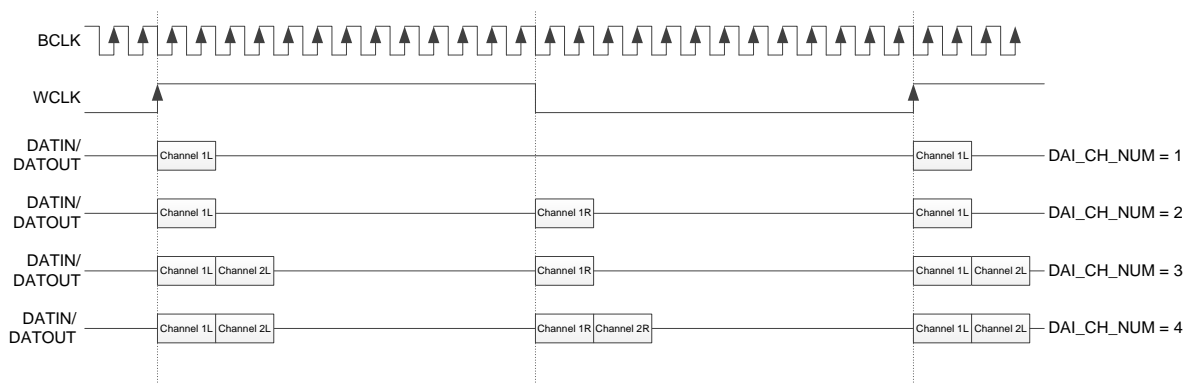 BCLK
WCLK
DATIN/
DATOUT
Channel 1L
Channel 1L
DAI_CH_NUM = 1
DATIN/
DATOUT
Channel 1L
Channel 1R
Channel 1L
DAI_CH_NUM = 2
DATIN/
DATOUT
Channel 1L
Channel 2L
Channel 1R
Channel 1L
Channel 2L
DAI_CH_NUM = 3
DATIN/
DATOUT
Channel 1L
Channel 2L
Channel 1R
Channel 2R
Channel 1L
Channel 2L
DAI_CH_NUM = 4